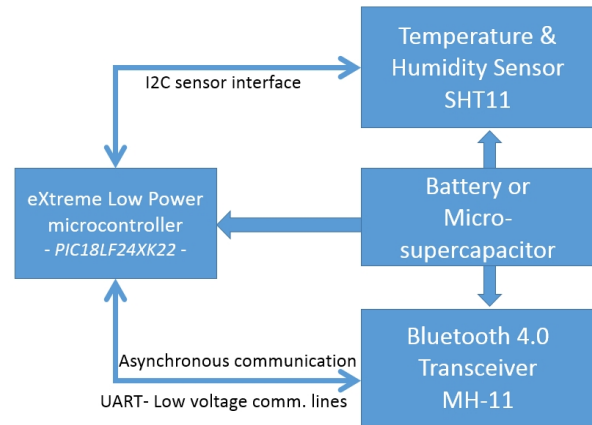 Temperature &
Humidity Sensor
SHT11
I2C sensor interface
eXtreme Low Power
microcontroller
- PIC18LF24XK22 -
Battery or
Micro-
supercapacitor
Bluetooth 4.0
Transceiver
MH-11
Asynchronous communication
UART- Low voltage comm. lines